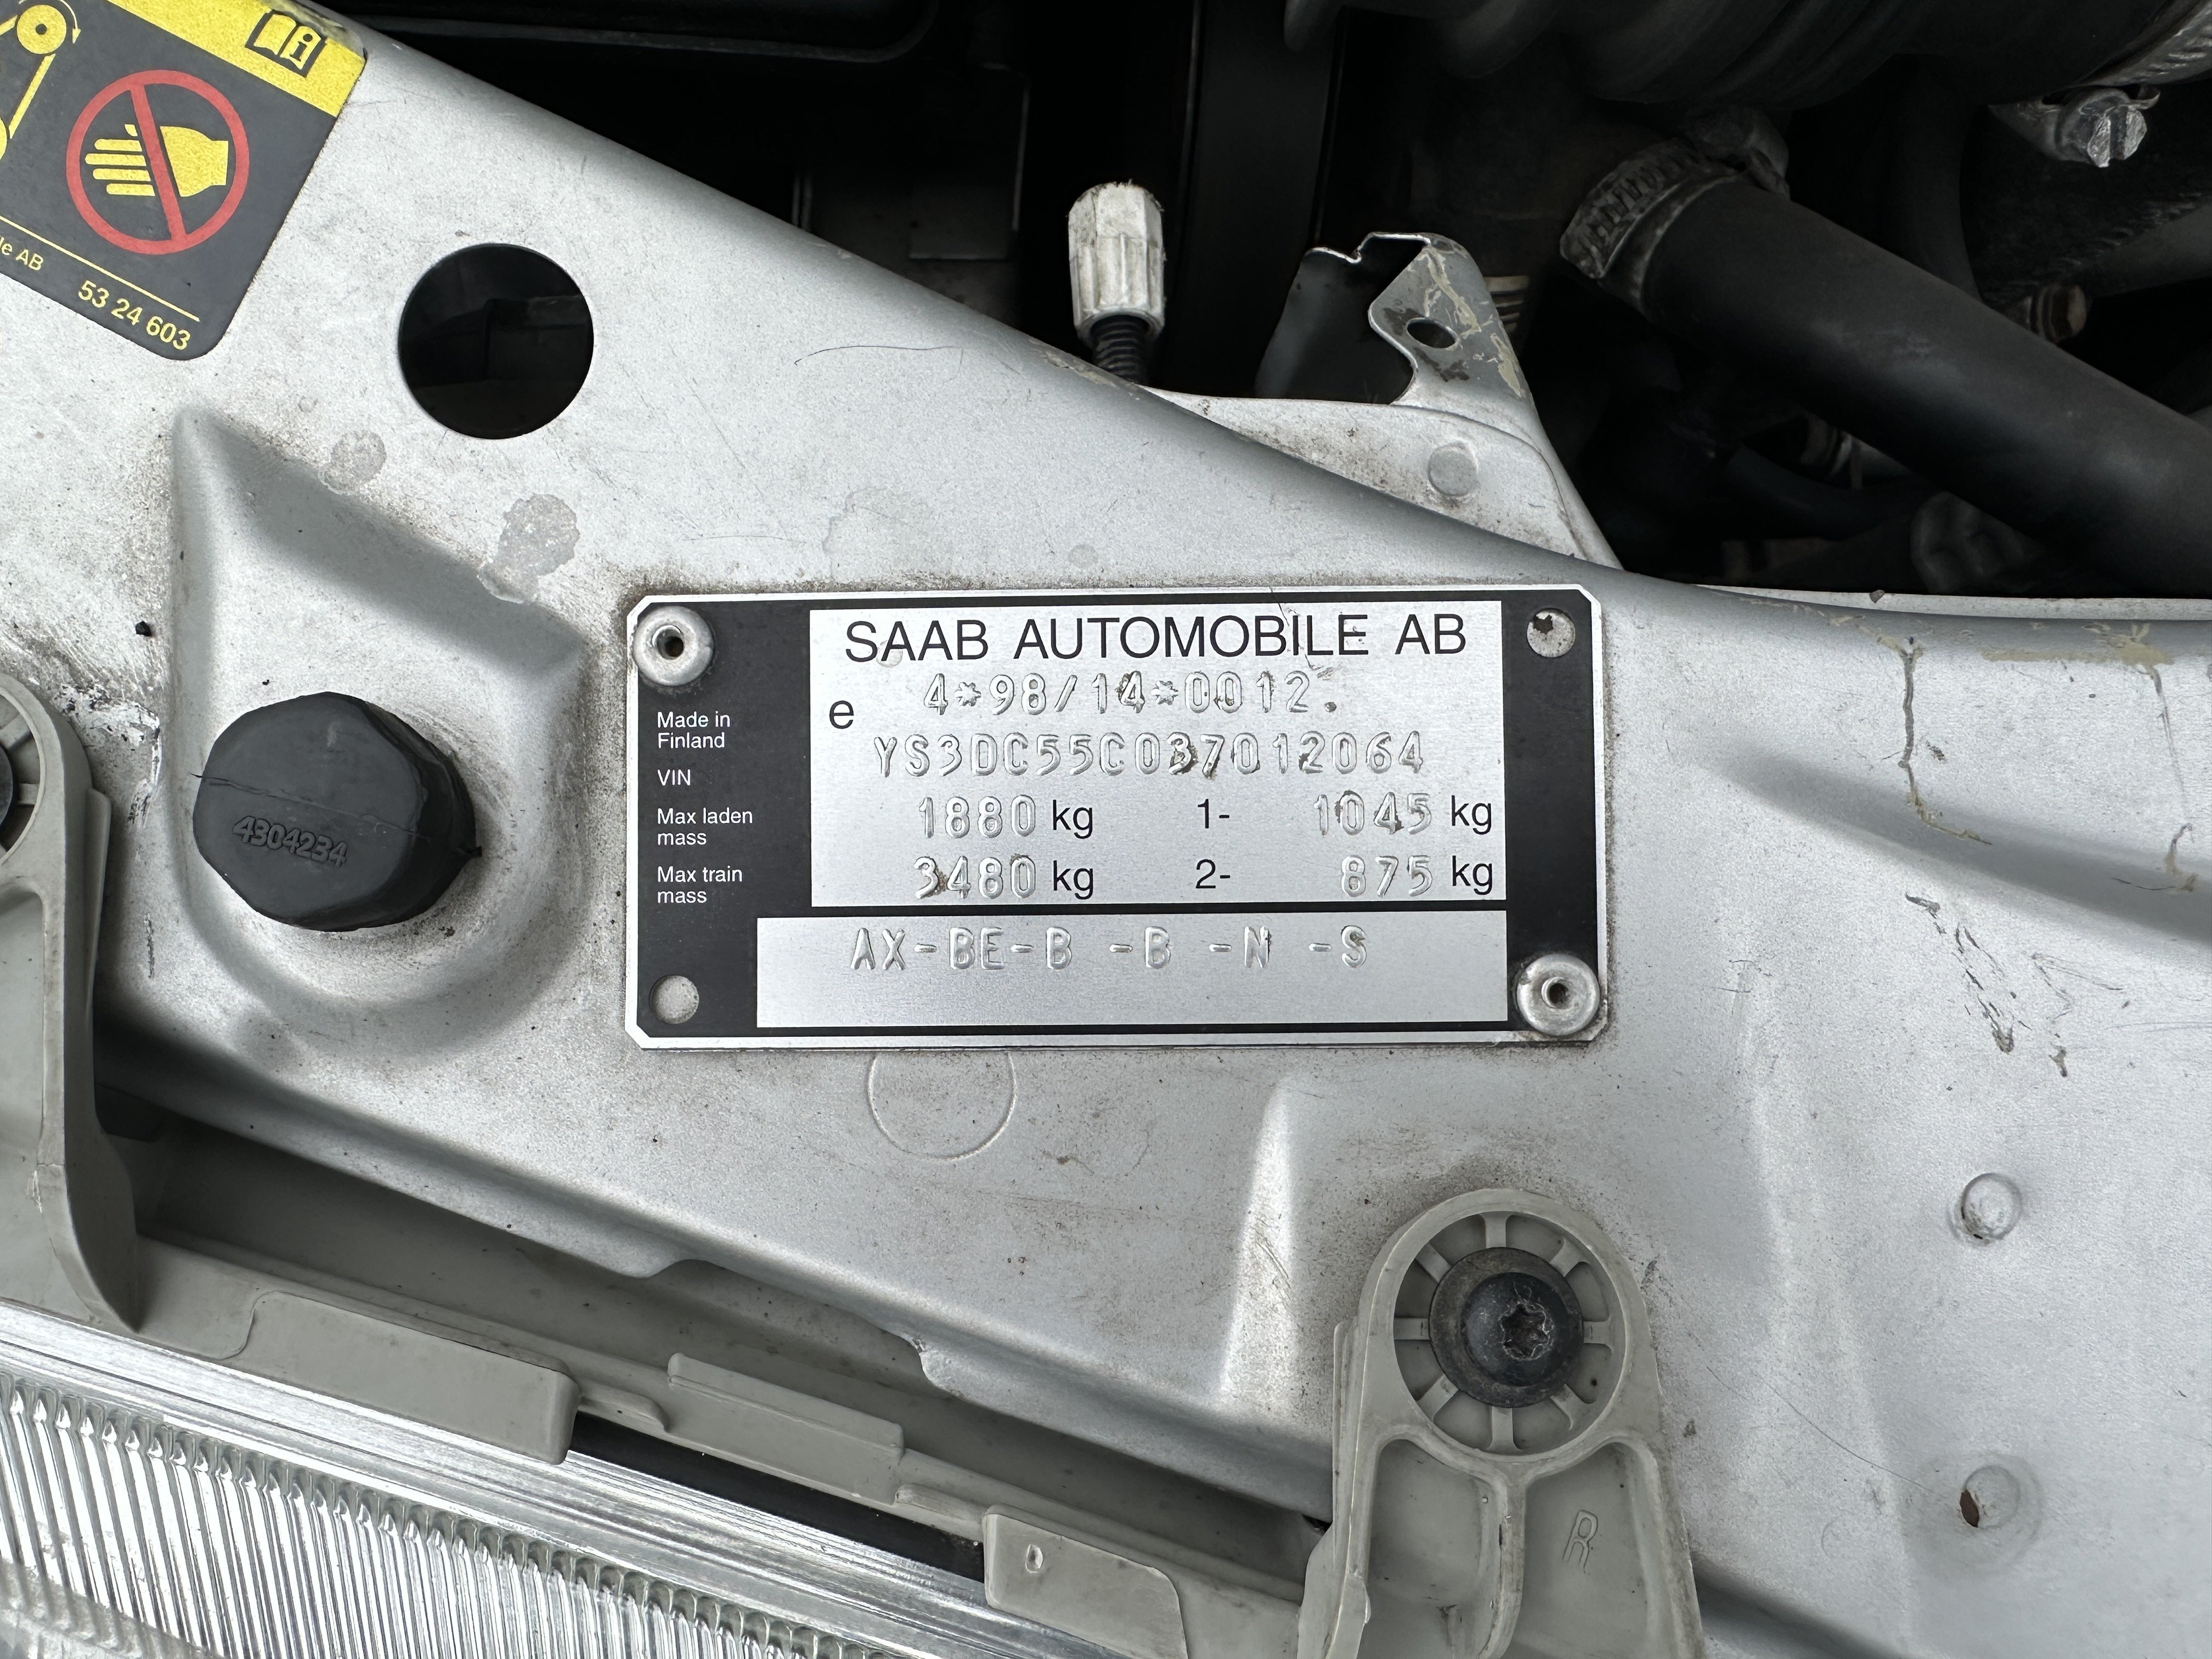 le AB
53 24 603
4304234
SAAB AUTOMOBILE AB
e 4*98/14*0012.
Made in
Finland
VIN YS3DC55C037012064
Max laden
mass
1880 kg 1- 1045 kg
Max train
mass
3480 kg 2- 875 kg
AX-BE-B -B -N -S
R